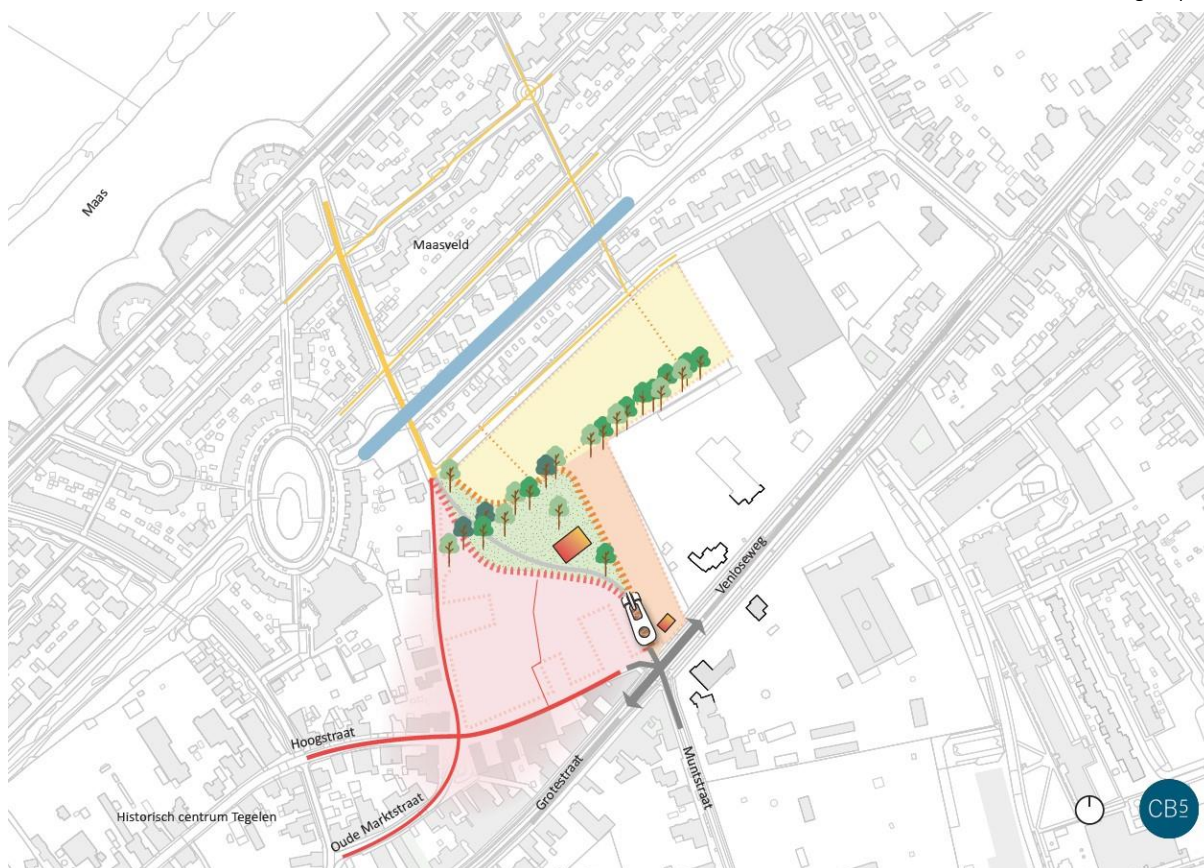 Maas
Maasveld
Venloseweg
Hoogstraat
Grotestraat
Muntstraat
Oude Marktstraat
Historisch centrum Tegelen
CB5